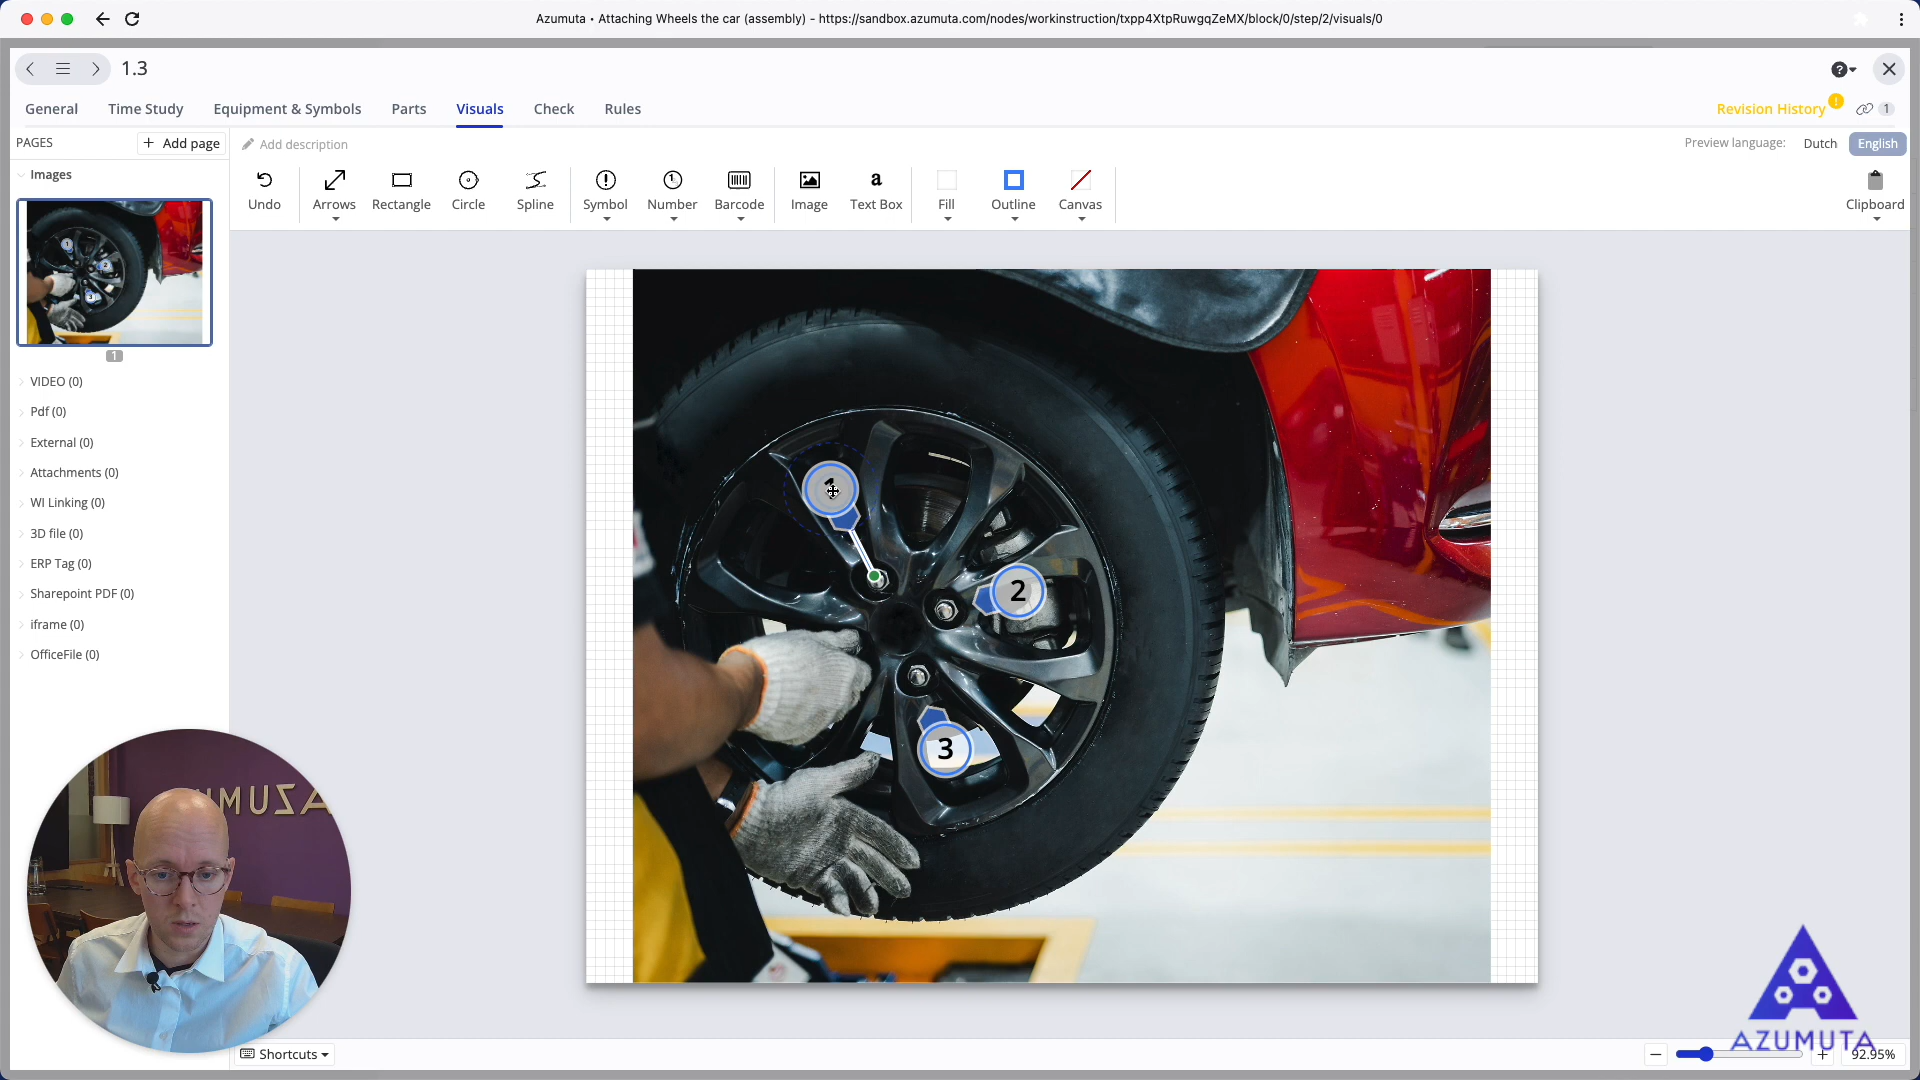 Azumuta • Attaching Wheels the car (assembly) - https://sandbox.azumuta.com/nodes/workinstruction/txpp4XtpRuwgqZeMX/block/0/step/2/visuals/0
1.3
?
General Time Study Equipment & Symbols Parts Visuals Check Rules
Revision History ! 1
PAGES + Add page
Add description
Preview language: Dutch English
Images
Undo Arrows Rectangle Circle Spline Symbol Number Barcode Image Text Box Fill Outline Canvas Clipboard
1
2
3
1
VIDEO (0)
Pdf (0)
External (0)
Attachments (0)
WI Linking (0)
3D file (0)
ERP Tag (0)
Sharepoint PDF (0)
iframe (0)
OfficeFile (0)
1
2
3
AZUMUTA
Shortcuts
92.95%